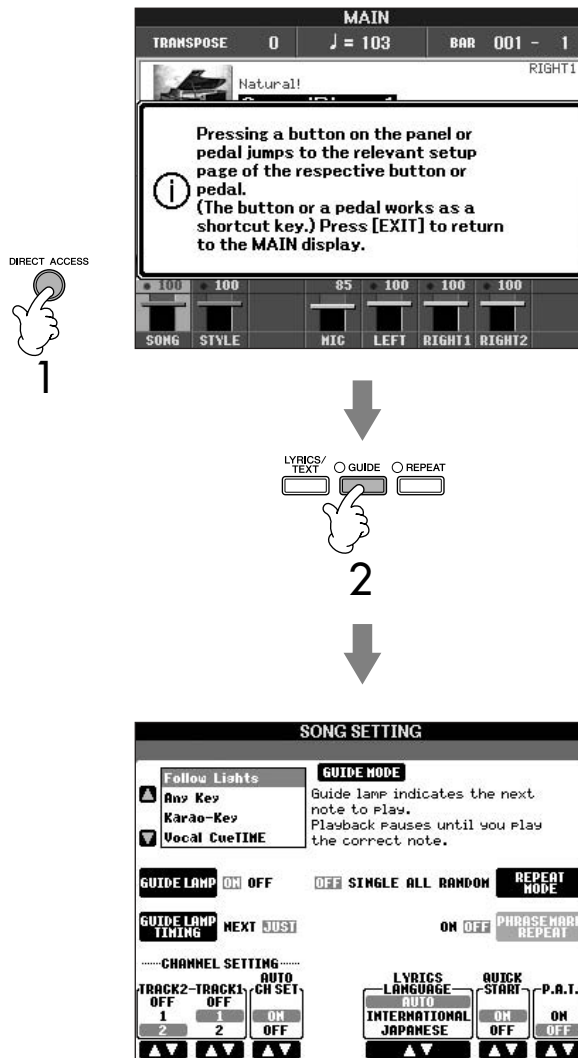 MAIN
TRANSPOSE 0 ♩= 103 BAR 001 - 1
RIGHT1
Natural!
Pressing a button on the panel or
pedal jumps to the relevant setup
page of the respective button or
pedal.
(The button or a pedal works as a
shortcut key.) Press [EXIT] to return
to the MAIN display.
DIRECT ACCESS
100 100 85 100 100 100
SONG STYLE MIC LEFT RIGHT1 RIGHT2
1
LYRICS/
TEXT GUIDE REPEAT
2
SONG SETTING
Follow Lights
Any Key
Karao-Key
Vocal CueTIME
GUIDE MODE
Guide lamp indicates the next
note to play.
Playback pauses until you play
the correct note.
GUIDE LAMP ON OFF
OFF SINGLE ALL RANDOM REPEAT
MODE
GUIDE LAMP
TIMING NEXT JUST
ON OFF PHRASE MARK
REPEAT
CHANNEL SETTING
TRACK2 TRACK1 AUTO
CH SET
OFF OFF
1 1 ON
2 2 OFF
LYRICS
LANGUAGE
AUTO
INTERNATIONAL
JAPANESE
QUICK
START
ON
OFF
P.A.T.
ON
OFF